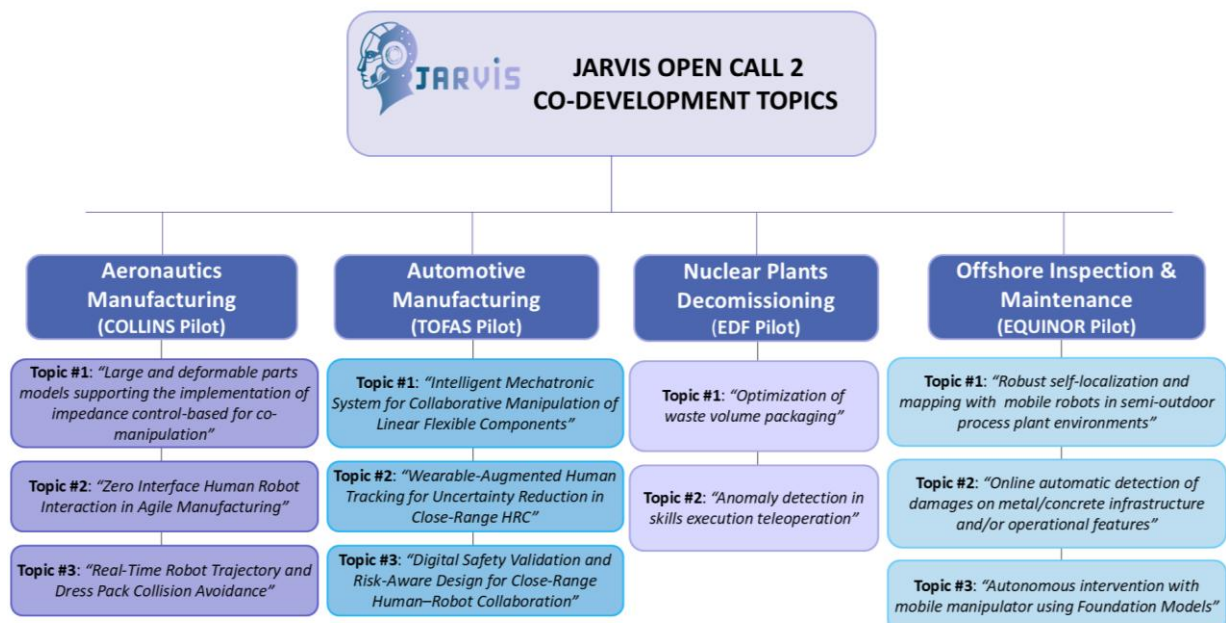 JARVIS
JARVIS OPEN CALL 2
CO-DEVELOPMENT TOPICS
Aeronautics
Manufacturing
(COLLINS Pilot)
Topic #1: “Large and deformable parts
models supporting the implementation of
impedance control-based for co-
manipulation”
Topic #2: “Zero Interface Human Robot
Interaction in Agile Manufacturing”
Topic #3: “Real-Time Robot Trajectory and
Dress Pack Collision Avoidance”
Automotive
Manufacturing
(TOFAS Pilot)
Topic #1: “Intelligent Mechatronic
System for Collaborative Manipulation of
Linear Flexible Components”
Topic #2: “Wearable-Augmented Human
Tracking for Uncertainty Reduction in
Close-Range HRC”
Topic #3: “Digital Safety Validation and
Risk-Aware Design for Close-Range
Human–Robot Collaboration”
Nuclear Plants
Decomissioning
(EDF Pilot)
Topic #1: “Optimization of
waste volume packaging”
Topic #2: “Anomaly detection in
skills execution teleoperation”
Offshore Inspection &
Maintenance
(EQUINOR Pilot)
Topic #1: “Robust self-localization and
mapping with mobile robots in semi-outdoor
process plant environments”
Topic #2: “Online automatic detection of
damages on metal/concrete infrastructure
and/or operational features”
Topic #3: “Autonomous intervention with
mobile manipulator using Foundation Models”